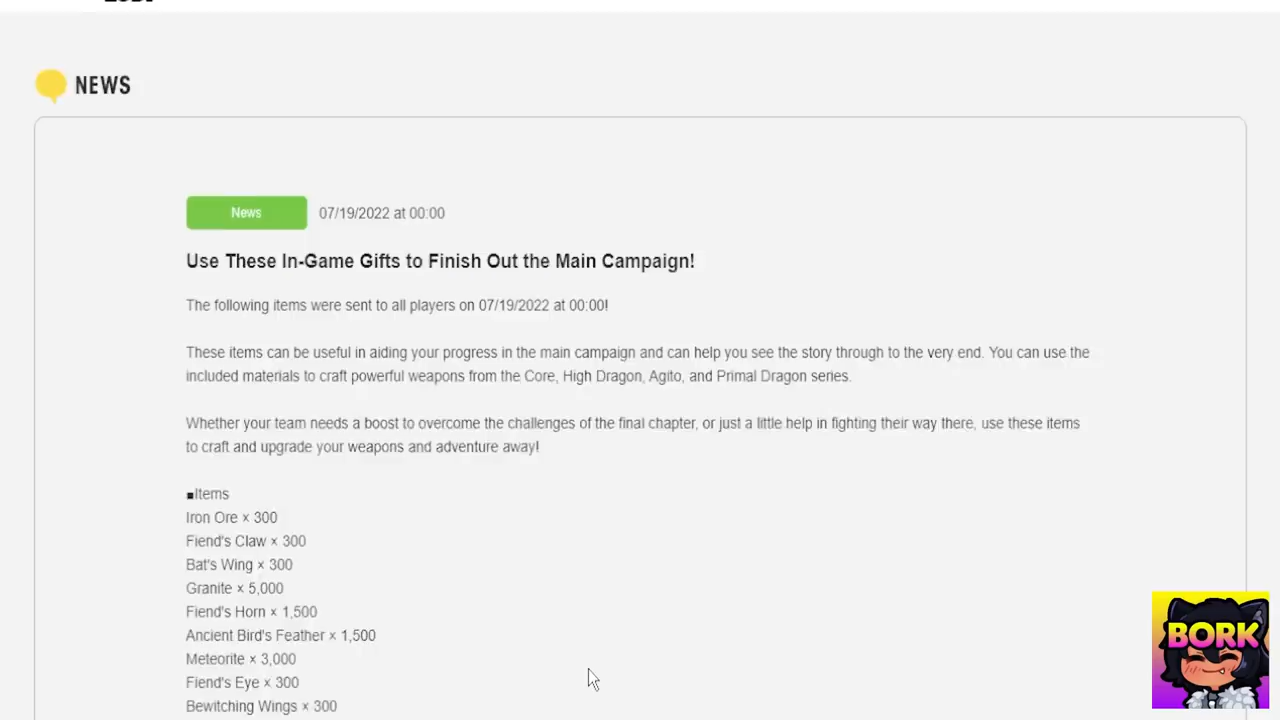 NEWS
News
07/19/2022 at 00:00
Use These In-Game Gifts to Finish Out the Main Campaign!
The following items were sent to all players on 07/19/2022 at 00:00!
These items can be useful in aiding your progress in the main campaign and can help you see the story through to the very end. You can use the
included materials to craft powerful weapons from the Core, High Dragon, Agito, and Primal Dragon series.
Whether your team needs a boost to overcome the challenges of the final chapter, or just a little help in fighting their way there, use these items
to craft and upgrade your weapons and adventure away!
■Items
Iron Ore × 300
Fiend's Claw × 300
Bat's Wing × 300
Granite × 5,000
Fiend's Horn × 1,500
Ancient Bird's Feather × 1,500
Meteorite × 3,000
Fiend's Eye × 300
Bewitching Wings × 300
BORK